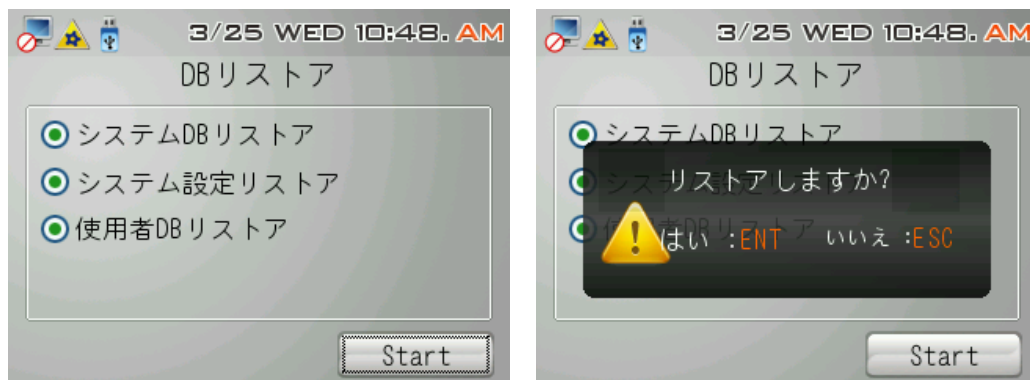 3/25 WED 10:48. AM
DBリストア
システムDBリストア
システム設定リストア
使用者DBリストア
Start
3/25 WED 10:48. AM
DBリストア
システムDBリストア
リストアしますか?
はい :ENT いいえ :ESC
Start